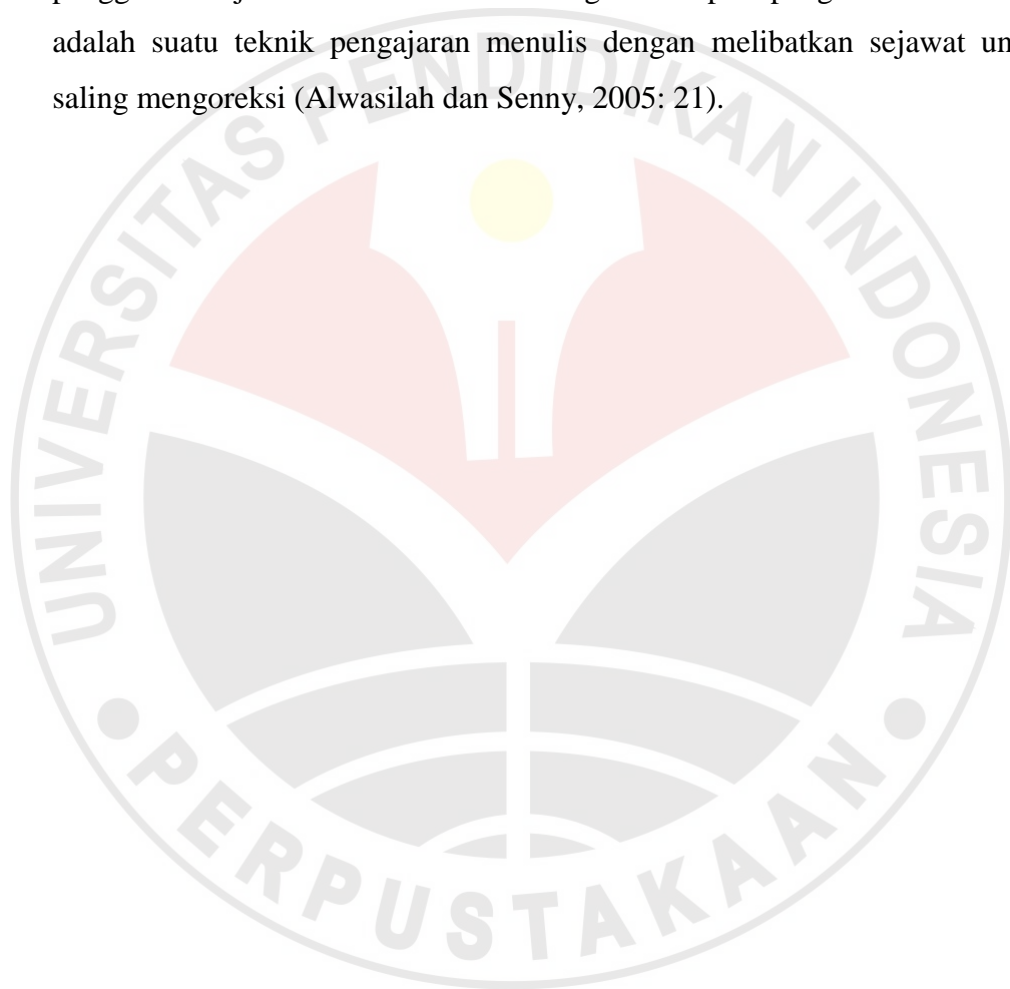 adalah suatu teknik pengajaran menulis dengan melibatkan sejawat un
saling mengoreksi (Alwasilah dan Senny, 2005: 21).
UNIVERSITAS PENDIDIKAN INDONESIA
PERPUSTAKAAN